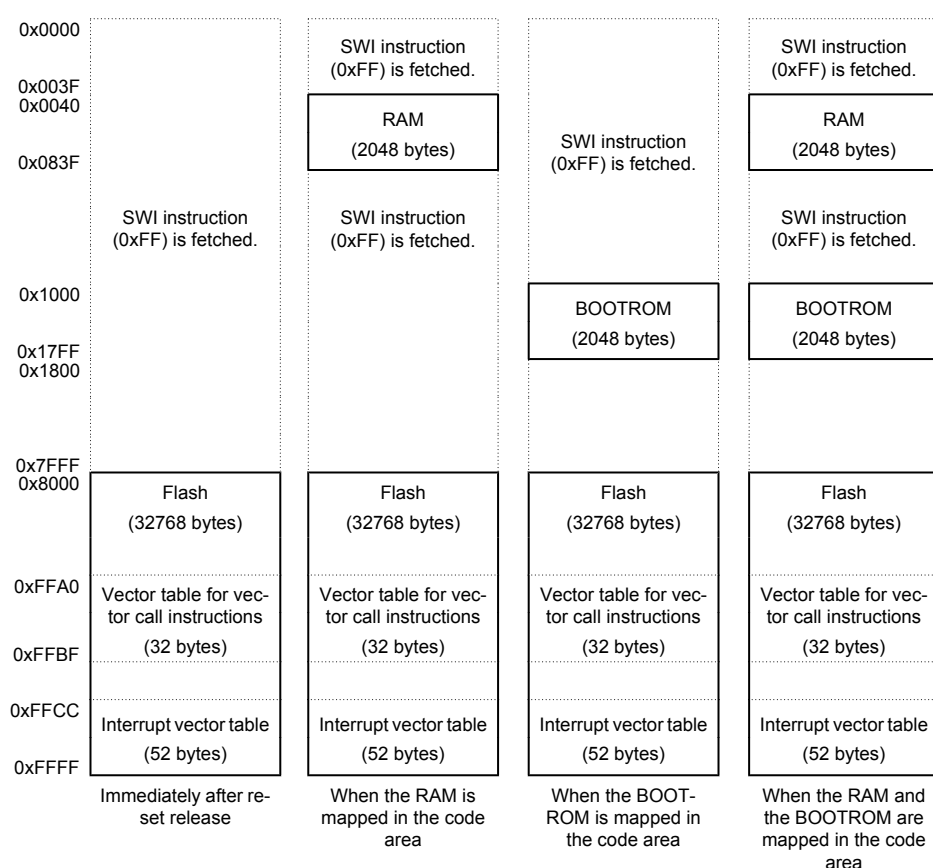 0x0000
0x003F
0x0040
0x083F
0x1000
0x17FF
0x1800
0x7FFF
0x8000
0xFFA0
0xFFBF
0xFFCC
0xFFFF
SWI instruction
(0xFF) is fetched.
Flash
(32768 bytes)
Vector table for vec-
tor call instructions
(32 bytes)
Interrupt vector table
(52 bytes)
Immediately after re-
set release
SWI instruction
(0xFF) is fetched.
RAM
(2048 bytes)
SWI instruction
(0xFF) is fetched.
Flash
(32768 bytes)
Vector table for vec-
tor call instructions
(32 bytes)
Interrupt vector table
(52 bytes)
When the RAM is
mapped in the code
area
SWI instruction
(0xFF) is fetched.
BOOTROM
(2048 bytes)
Flash
(32768 bytes)
Vector table for vec-
tor call instructions
(32 bytes)
Interrupt vector table
(52 bytes)
When the BOOT-
ROM is mapped in
the code area
SWI instruction
(0xFF) is fetched.
RAM
(2048 bytes)
SWI instruction
(0xFF) is fetched.
BOOTROM
(2048 bytes)
Flash
(32768 bytes)
Vector table for vec-
tor call instructions
(32 bytes)
Interrupt vector table
(52 bytes)
When the RAM and
the BOOTROM are
mapped in the code
area